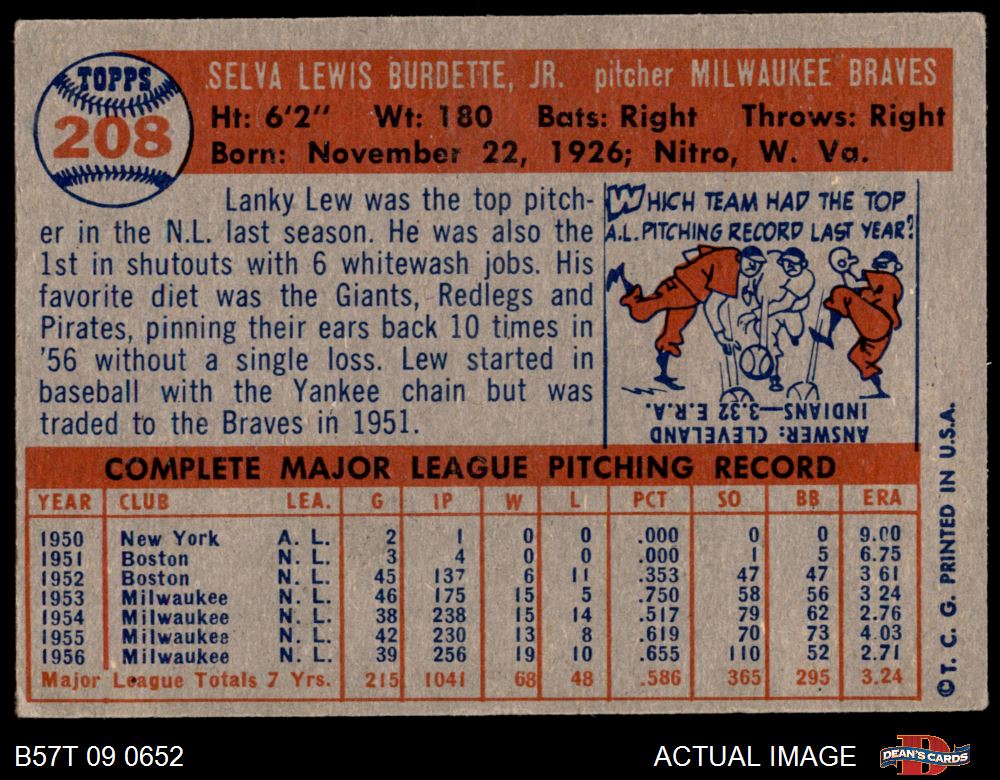 TOPPS
208
SELVA LEWIS BURDETTE, JR. pitcher MILWAUKEE BRAVES
Ht: 6'2" Wt: 180 Bats: Right Throws: Right
Born: November 22, 1926; Nitro, W. Va.
Lanky Lew was the top pitch-
er in the N.L. last season. He was also the
1st in shutouts with 6 whitewash jobs. His
favorite diet was the Giants, Redlegs and
Pirates, pinning their ears back 10 times in
'56 without a single loss. Lew started in
baseball with the Yankee chain but was
traded to the Braves in 1951.
WHICH TEAM HAD THE TOP
A.L. PITCHING RECORD LAST YEAR?
ANSWER: CLEVELAND
INDIANS—3.32 E.R.A.
COMPLETE MAJOR LEAGUE PITCHING RECORD
YEAR CLUB LEA. G IP W L PCT SO BB ERA
1950 New York A. L. 2 1 0 0 .000 0 0 9.00
1951 Boston N. L. 3 4 0 0 .000 1 5 6.75
1952 Boston N. L. 45 137 6 11 .353 47 47 3 61
1953 Milwaukee N. L. 46 175 15 5 .750 58 56 3 24
1954 Milwaukee N. L. 38 238 15 14 .517 79 62 2.76
1955 Milwaukee N. L. 42 230 13 8 .619 70 73 4.03
1956 Milwaukee N. L. 39 256 19 10 .655 110 52 2.71
Major League Totals 7 Yrs. 215 1041 68 48 .586 365 295 3.24
©T. C. G. PRINTED IN U.S.A.
B57T 09 0652
ACTUAL IMAGE
DEAN'S CARDS